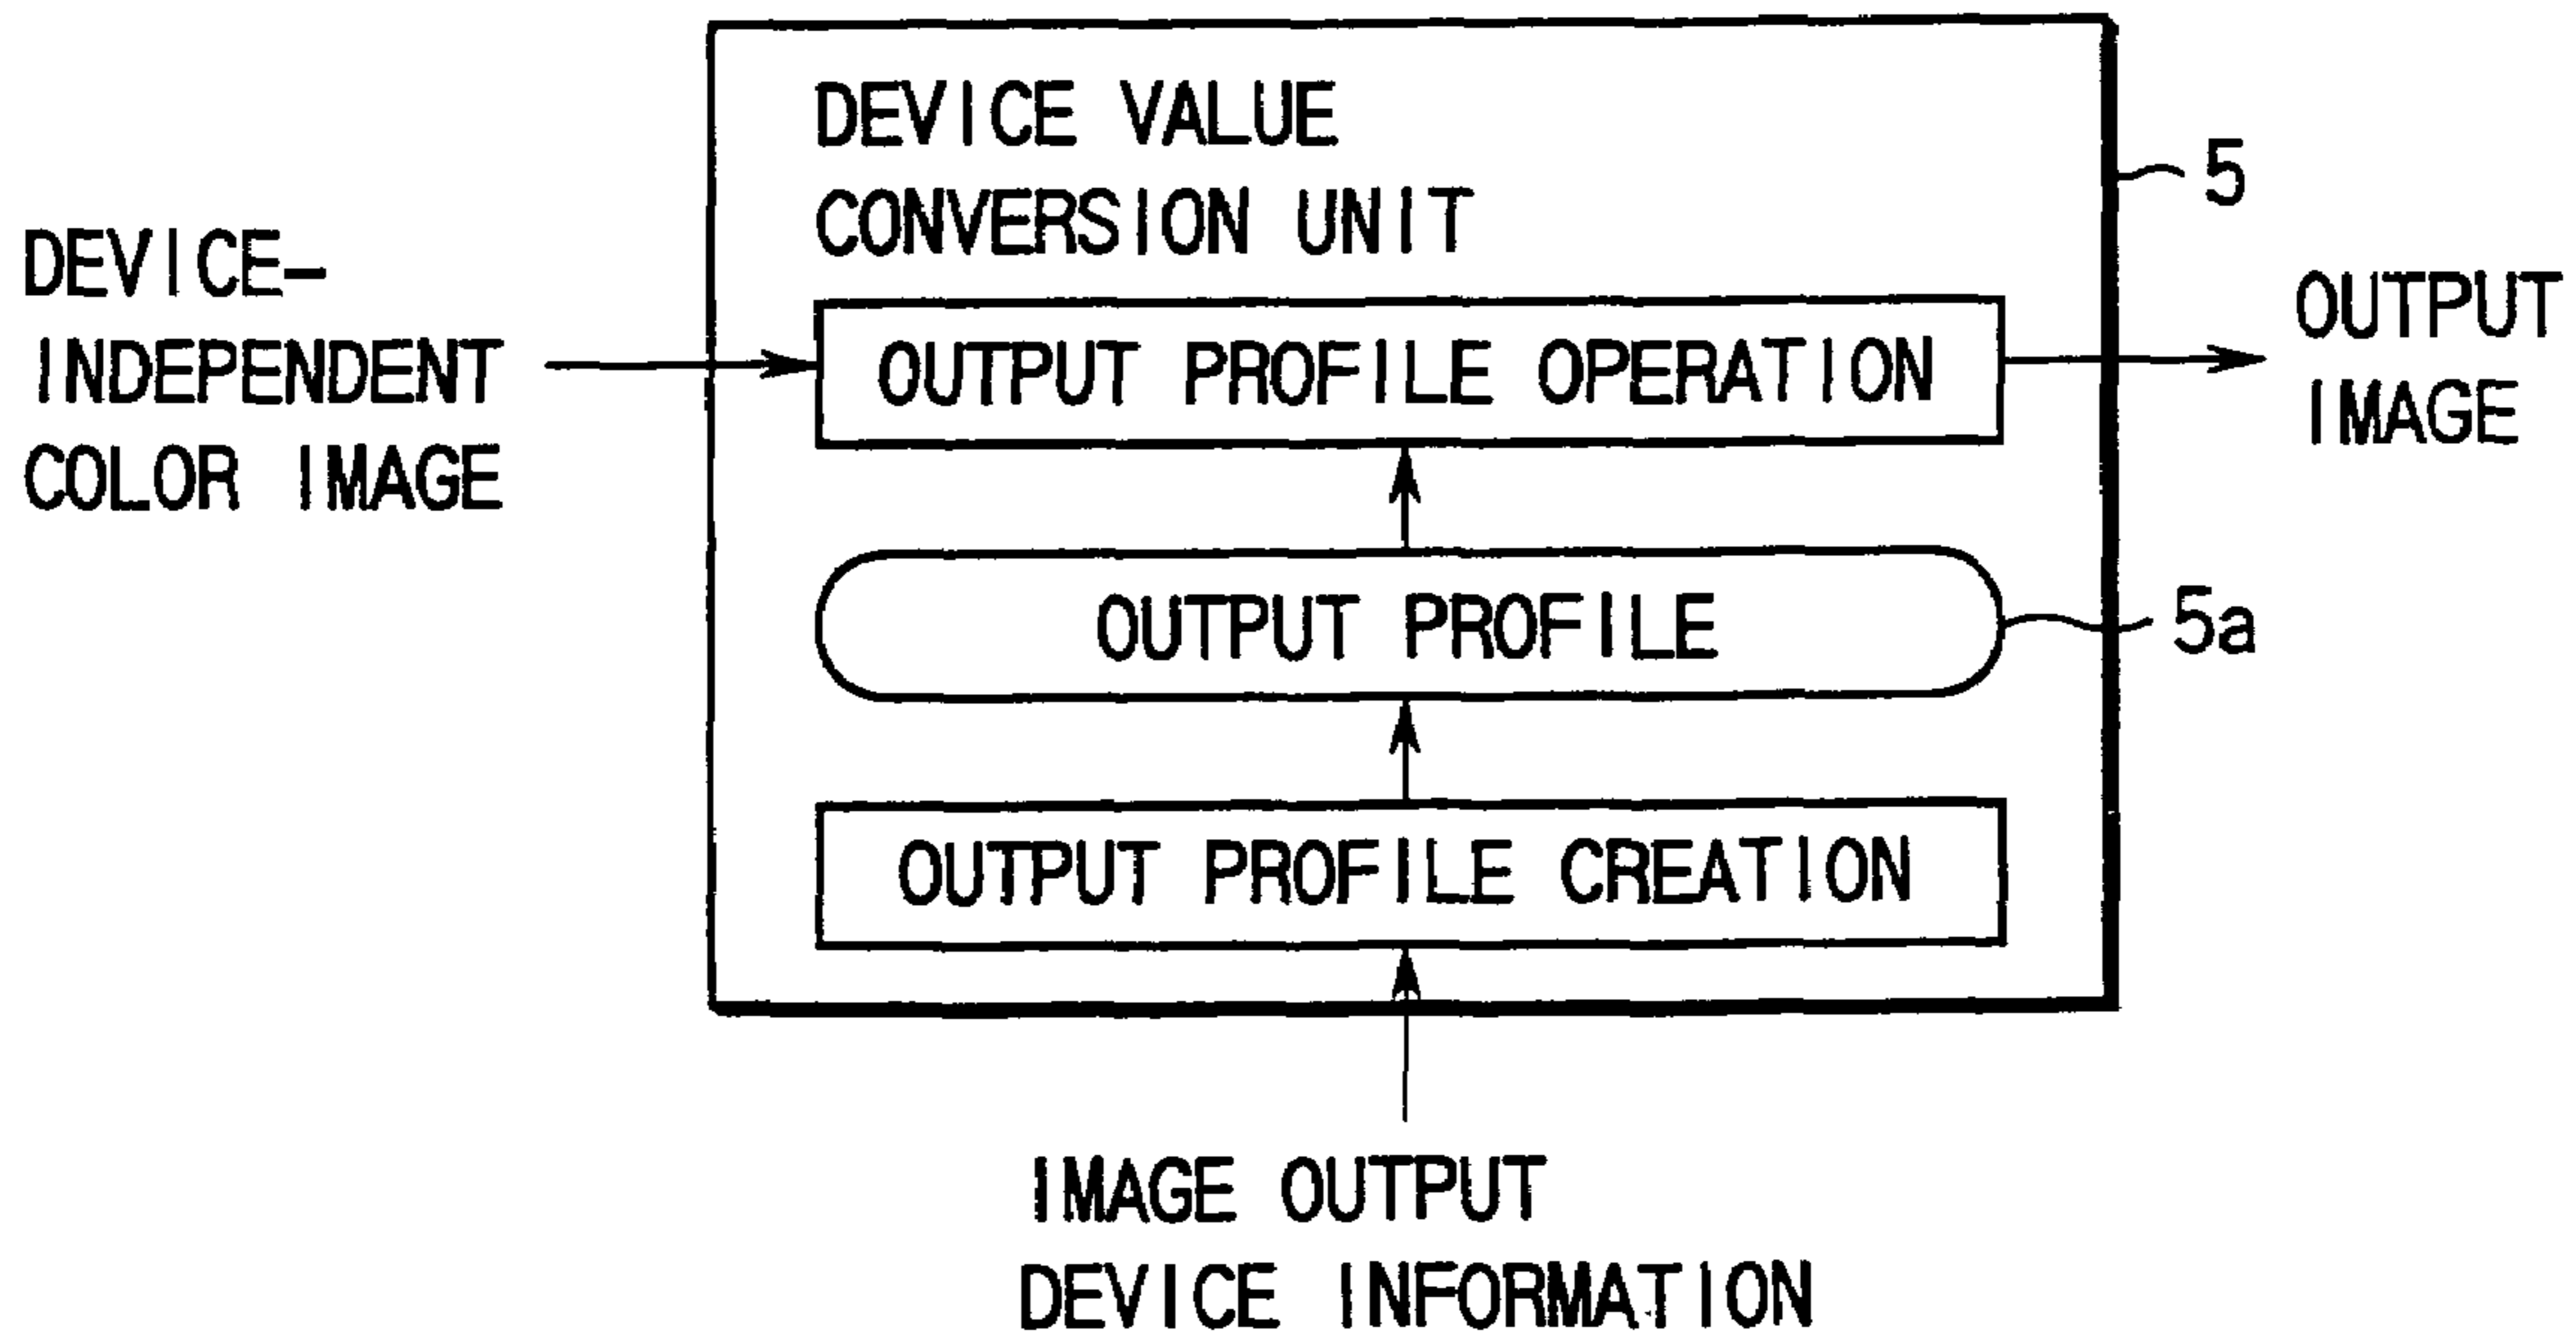 DEVICE VALUE
CONVERSION UNIT
5
DEVICE-
INDEPENDENT
COLOR IMAGE
OUTPUT PROFILE OPERATION
OUTPUT
IMAGE
OUTPUT PROFILE
5a
OUTPUT PROFILE CREATION
IMAGE OUTPUT
DEVICE INFORMATION